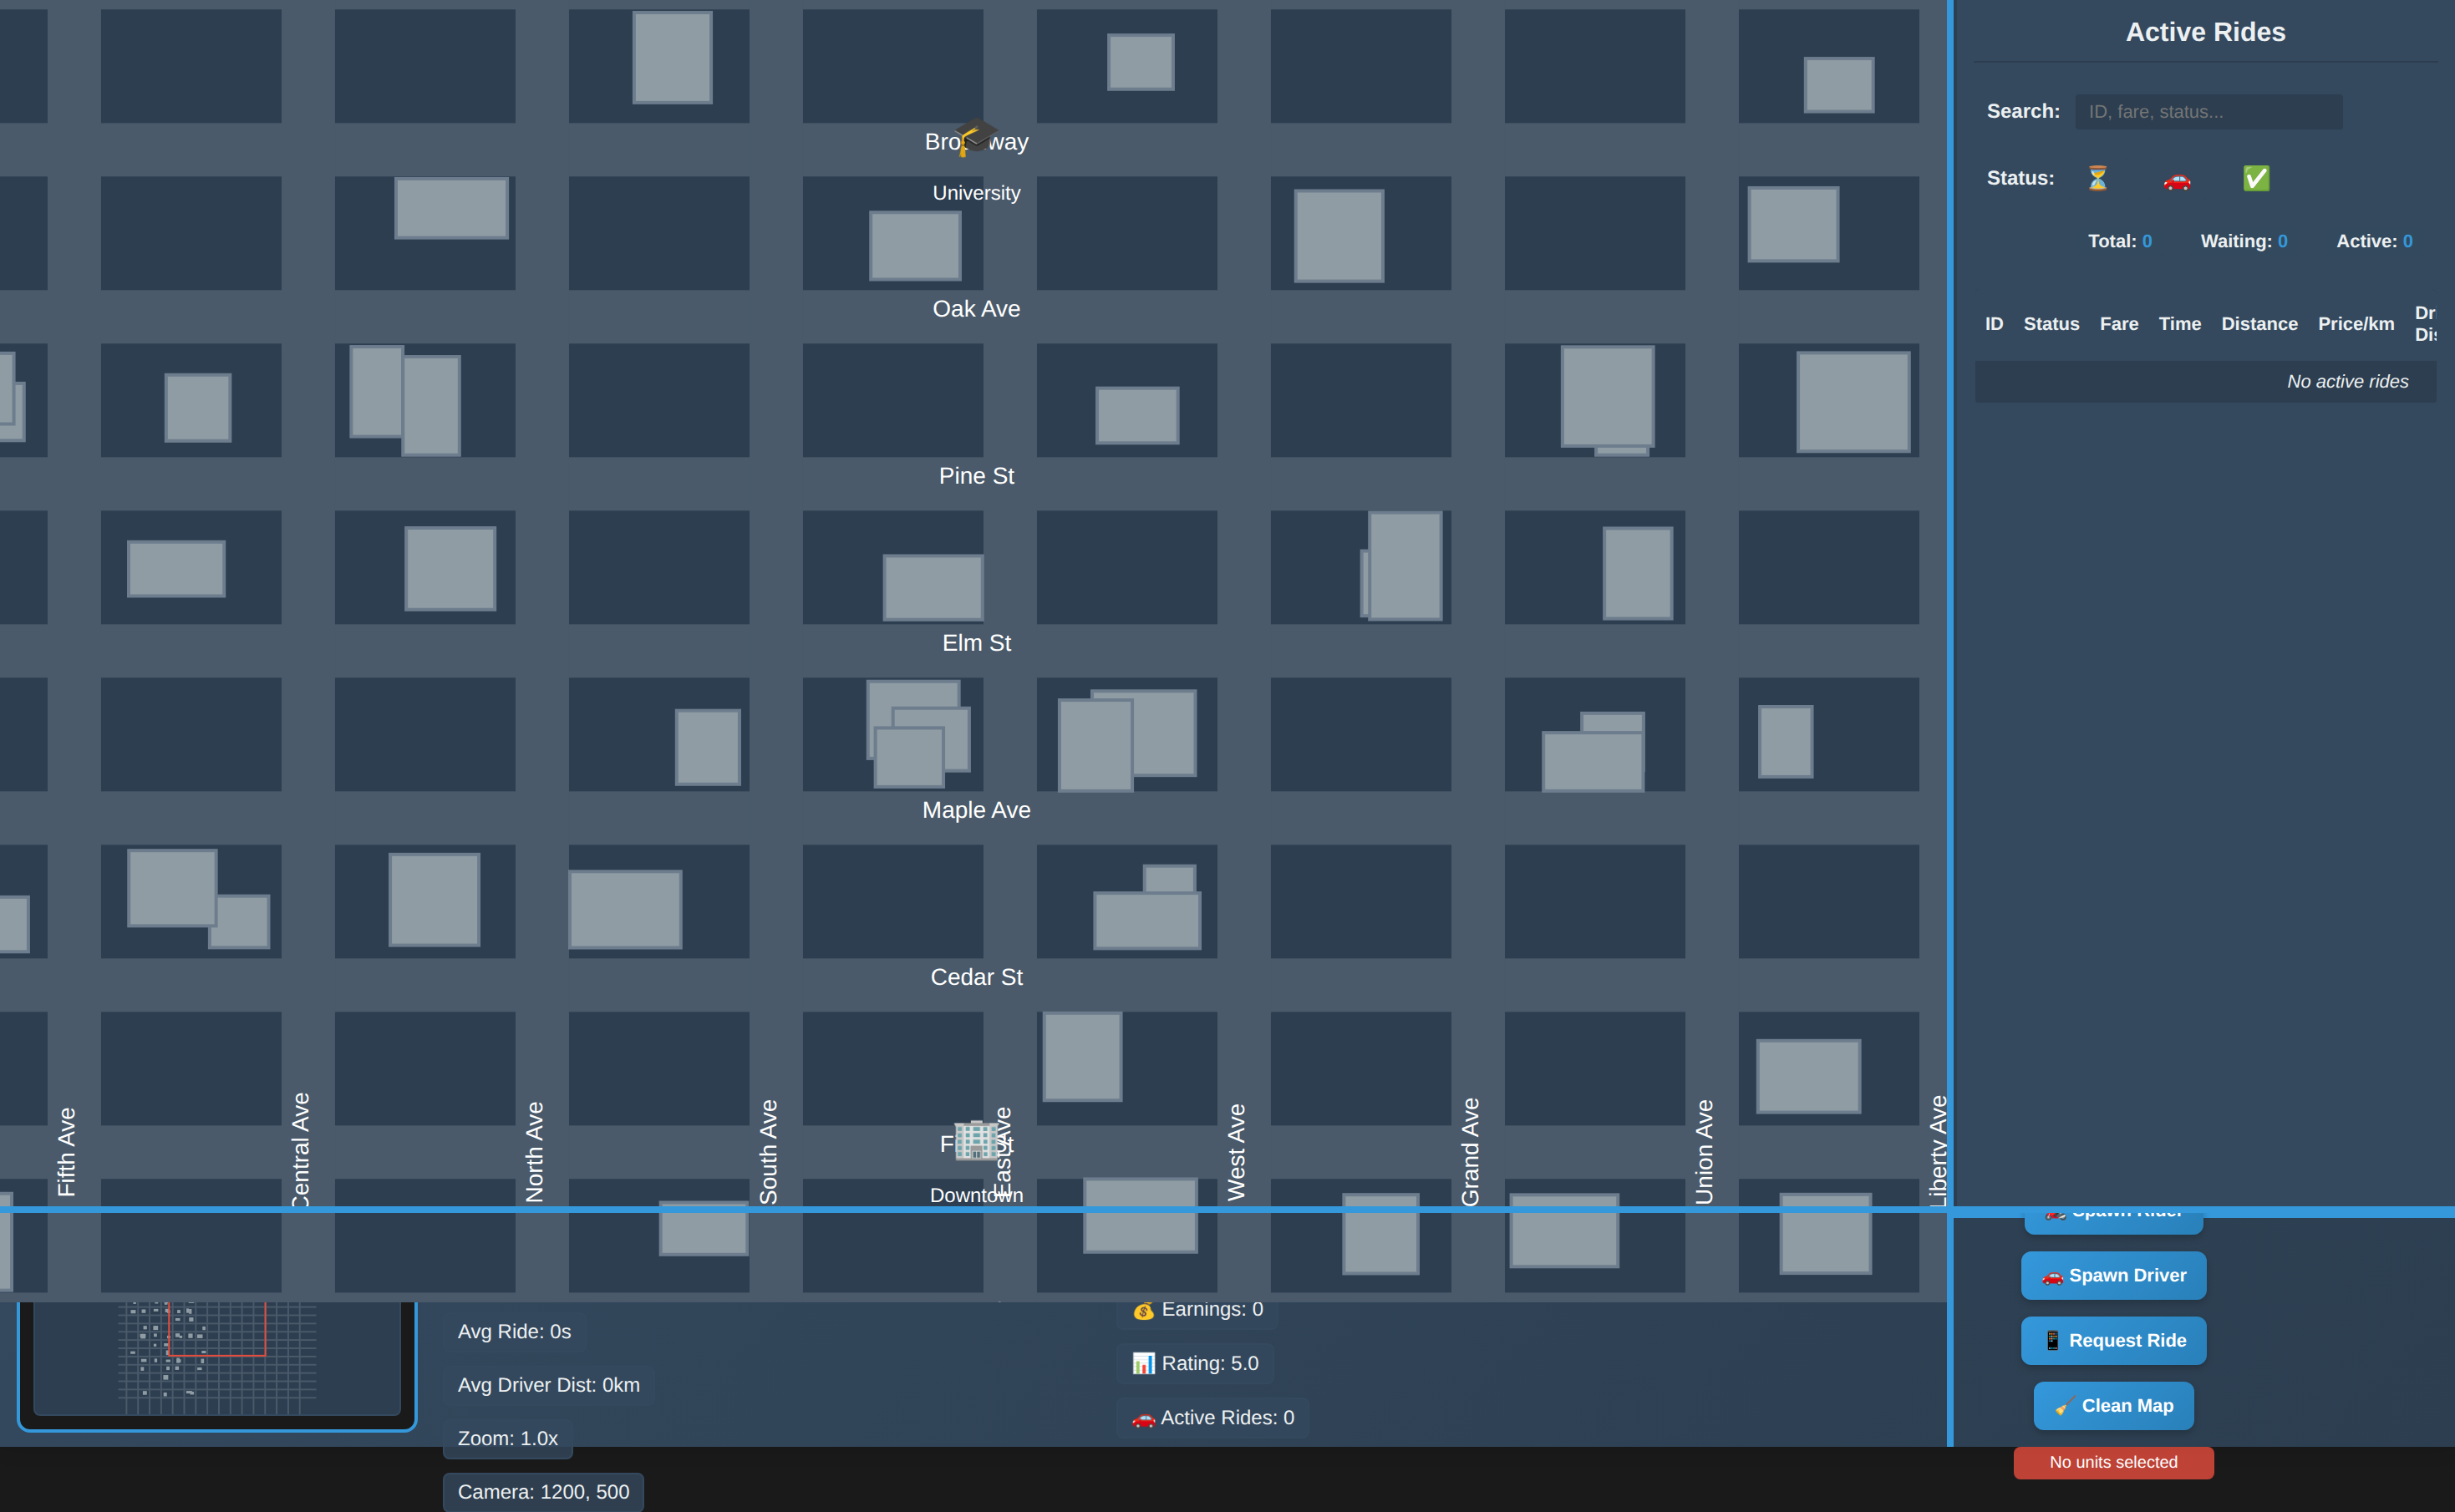 Active Rides
Search: ID, fare, status...
Status:
Total: 0 Waiting: 0 Active: 0
ID Status Fare Time Distance Price/km
No active rides
University
Oak Ave
Pine St
Elm St
Maple Ave
Cedar St
Downtown
Fifth Ave
Central Ave
North Ave
South Ave
East Ave
West Ave
Grand Ave
Union Ave
Liberty Ave
Avg Ride: 0s
Avg Driver Dist: 0km
Zoom: 1.0x
Camera: 1200, 500
Earnings: 0
Rating: 5.0
Active Rides: 0
Spawn Rider
Spawn Driver
Request Ride
Clean Map
No units selected